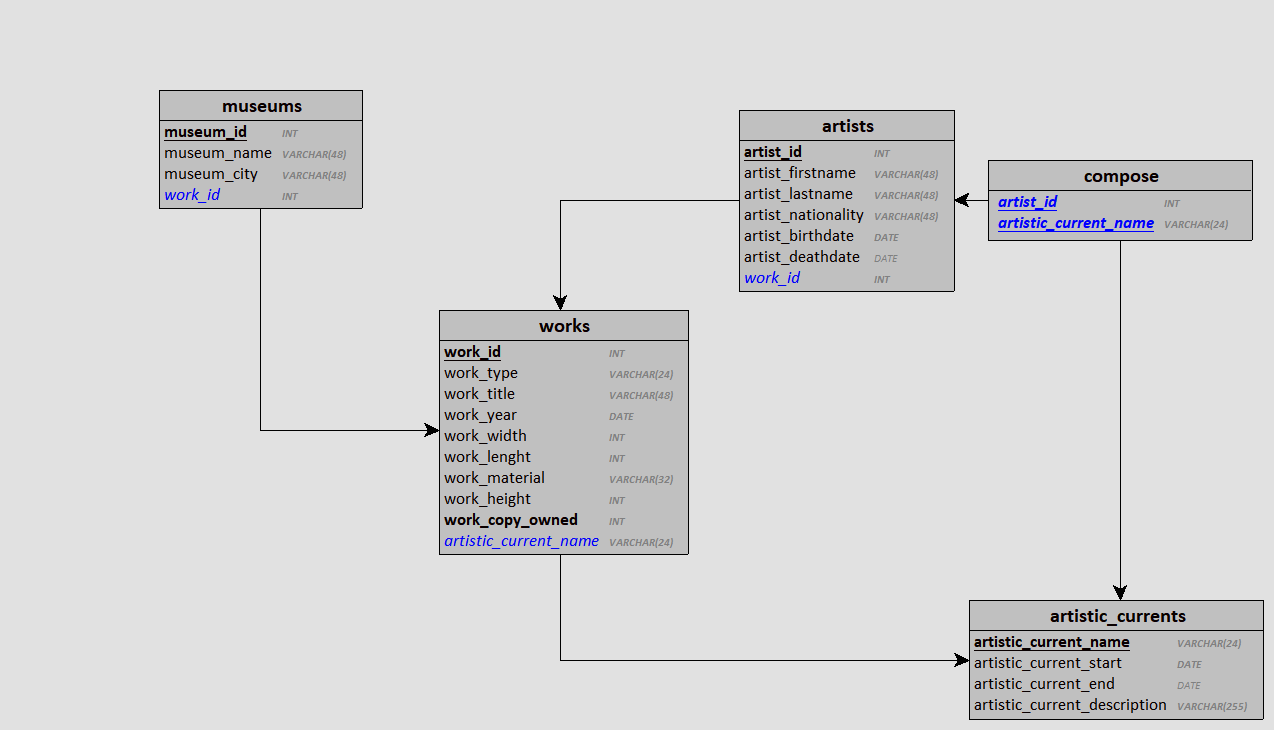 museums
museum_id INT
museum_name VARCHAR(48)
museum_city VARCHAR(48)
work_id INT
artists
artist_id INT
artist_firstname VARCHAR(48)
artist_lastname VARCHAR(48)
artist_nationality VARCHAR(48)
artist_birthdate DATE
artist_deathdate DATE
work_id INT
compose
artist_id INT
artistic_current_name VARCHAR(24)
works
work_id INT
work_type VARCHAR(24)
work_title VARCHAR(48)
work_year DATE
work_width INT
work_lenght INT
work_material VARCHAR(32)
work_height INT
work_copy_owned INT
artistic_current_name VARCHAR(24)
artistic_currents
artistic_current_name VARCHAR(24)
artistic_current_start DATE
artistic_current_end DATE
artistic_current_description VARCHAR(255)